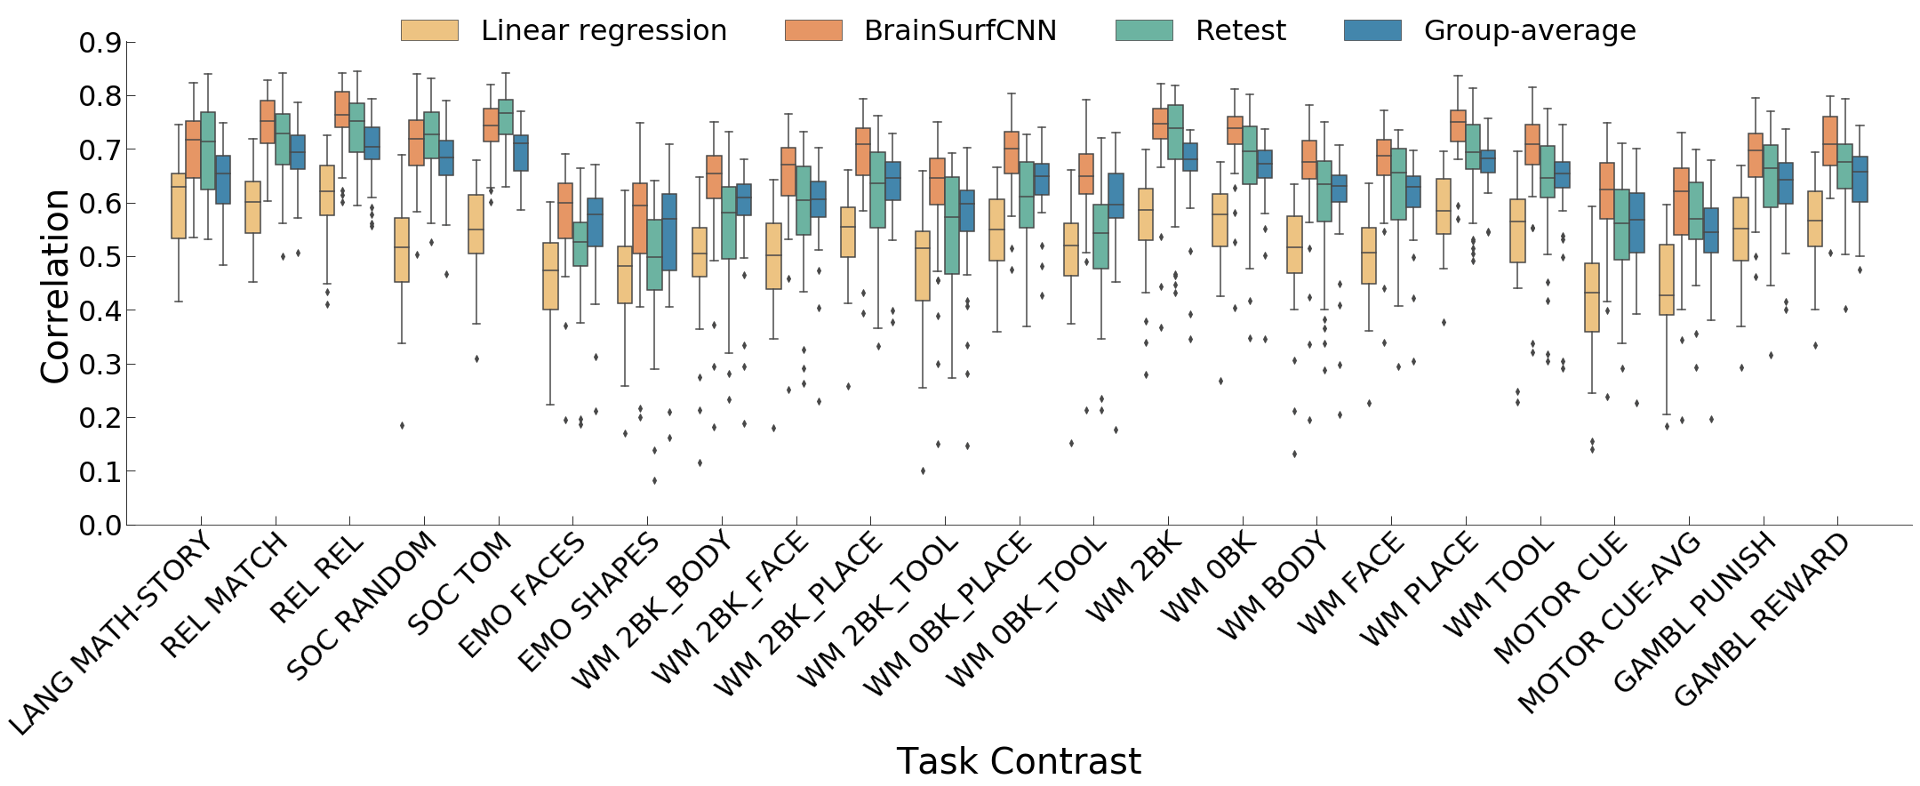 Linear regression BrainSurfCNN Retest Group-average
Correlation
0.9
0.8
0.7
0.6
0.5
0.4
0.3
0.2
0.1
0.0
LANG MATH-STORY
REL MATCH
REL REL
SOC RANDOM
SOC TOM
EMO FACES
EMO SHAPES
WM 2BK_BODY
WM 2BK_FACE
WM 2BK_PLACE
WM 2BK_TOOL
WM 0BK_PLACE
WM 0BK_TOOL
WM 2BK
WM 0BK
WM BODY
WM FACE
WM PLACE
WM TOOL
MOTOR CUE
MOTOR CUE-AVG
GAMBL PUNISH
GAMBL REWARD
Task Contrast